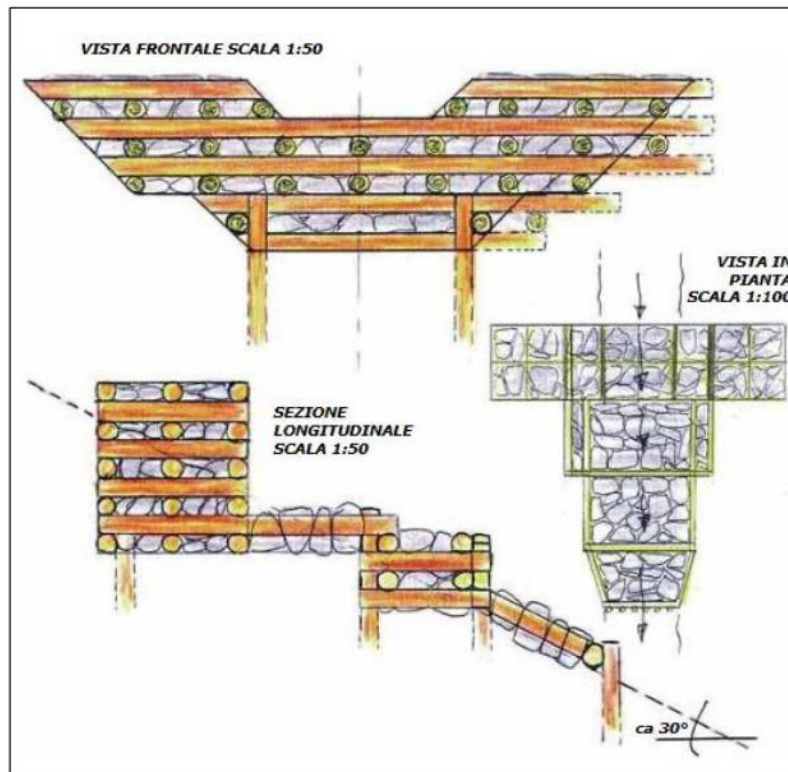 VISTA FRONTALE SCALA 1:50
VISTA IN
PIANTA
SCALA 1:100
SEZIONE
LONGITUDINALE
SCALA 1:50
ca 30°